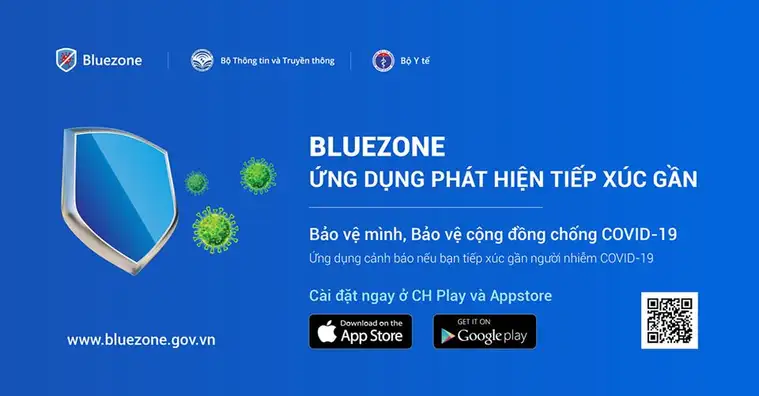 Bluezone
Bộ Thông tin và Truyền thông
Bộ Y tế
BLUEZONE
ỨNG DỤNG PHÁT HIỆN TIẾP XÚC GẦN
Bảo vệ mình, Bảo vệ cộng đồng chống COVID-19
Ứng dụng cảnh báo nếu bạn tiếp xúc gần người nhiễm COVID-19
Cài đặt ngay ở CH Play và Appstore
Download on the
App Store
GET IT ON
Google play
www.bluezone.gov.vn